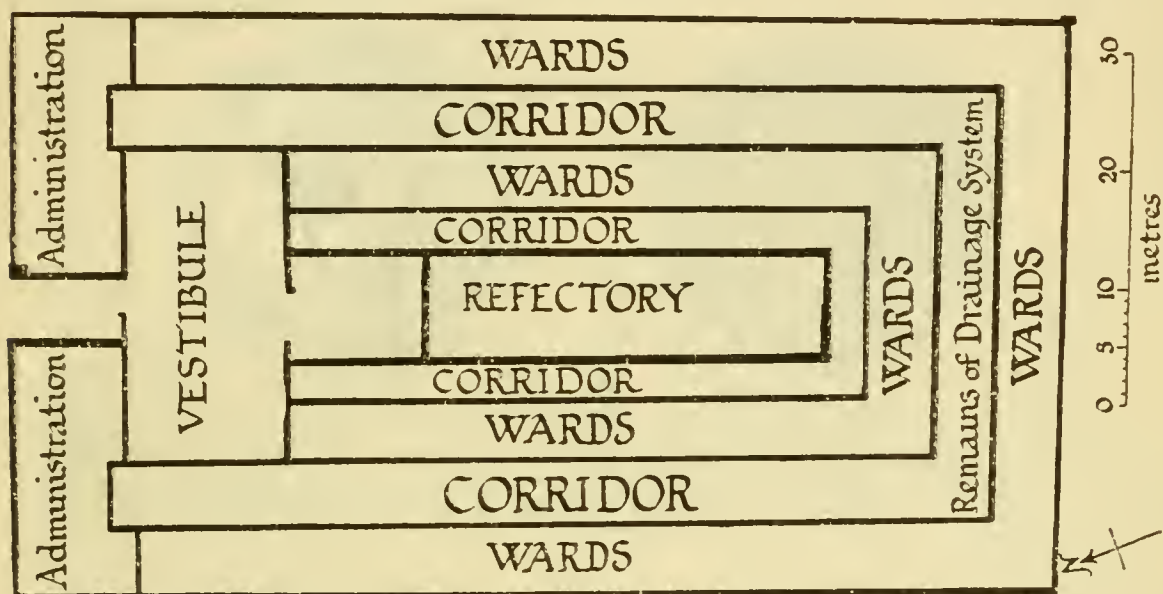 Administration
WARDS
CORRIDOR
WARDS
CORRIDOR
VESTIBULE
REFECTORY
CORRIDOR
WARDS
CORRIDOR
WARDS
Administration
WARDS
Remains of Drainage System
WARDS
0 5 10 20 30
metres
N